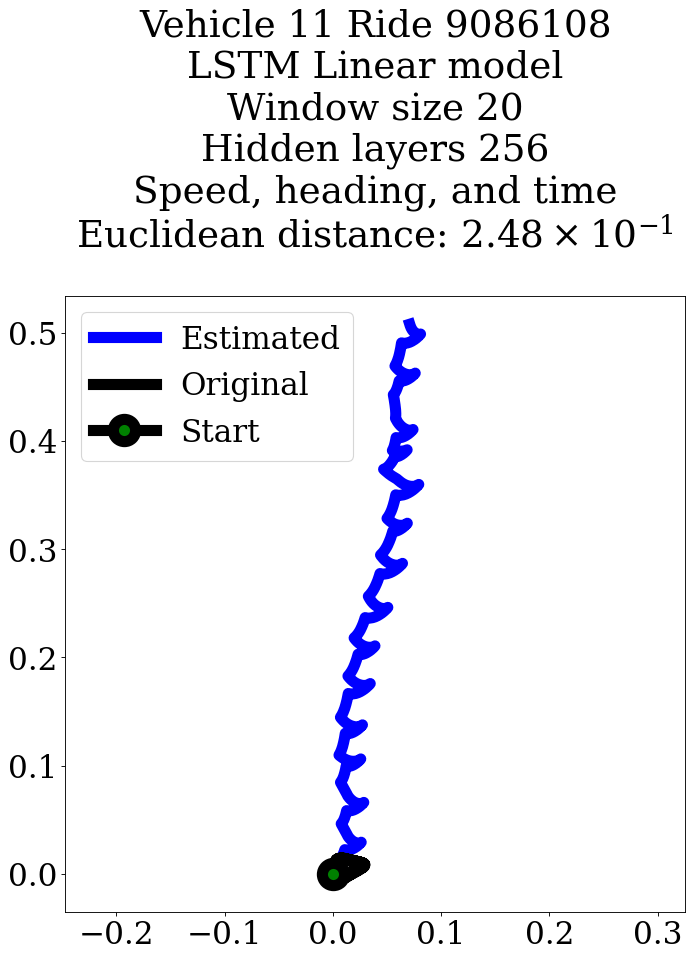 Vehicle 11 Ride 9086108
LSTM Linear model
Window size 20
Hidden layers 256
Speed, heading, and time
Euclidean distance: 2.48 × 10⁻¹
Estimated
Original
Start
0.5
0.4
0.3
0.2
0.1
0.0
−0.2 −0.1 0.0 0.1 0.2 0.3